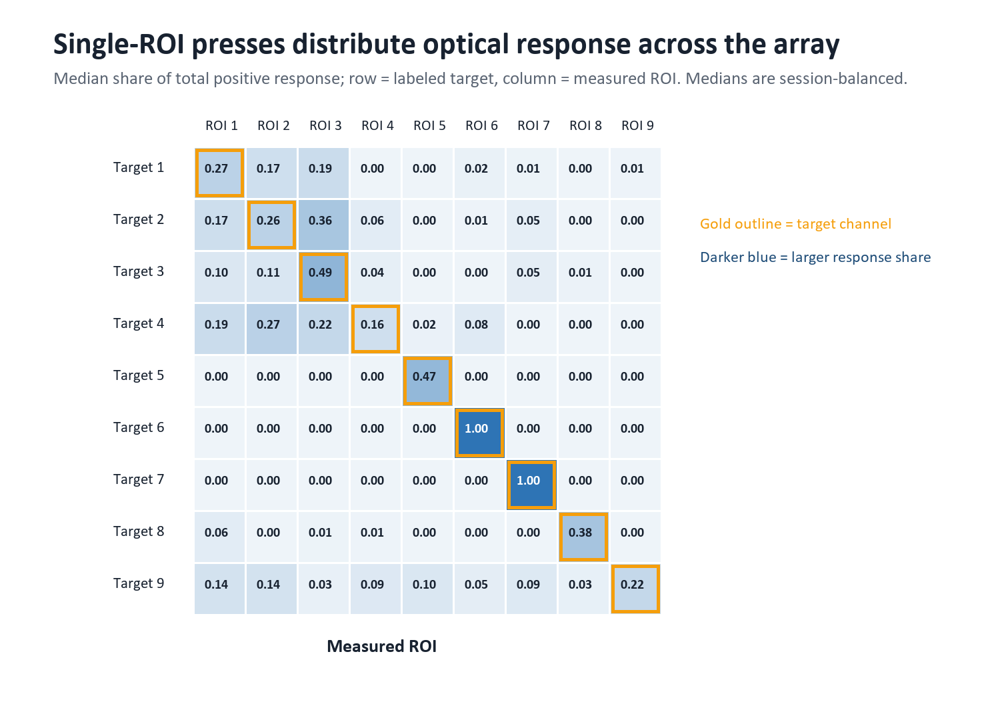 Single-ROI presses distribute optical response across the array
Median share of total positive response; row = labeled target, column = measured ROI. Medians are session-balanced.
ROI 1 ROI 2 ROI 3 ROI 4 ROI 5 ROI 6 ROI 7 ROI 8 ROI 9
Target 1 0.27 0.17 0.19 0.00 0.00 0.02 0.01 0.00 0.01
Target 2 0.17 0.26 0.36 0.06 0.00 0.01 0.05 0.00 0.00
Gold outline = target channel
Darker blue = larger response share
Target 3 0.10 0.11 0.49 0.04 0.00 0.00 0.05 0.01 0.00
Target 4 0.19 0.27 0.22 0.16 0.02 0.08 0.00 0.00 0.00
Target 5 0.00 0.00 0.00 0.00 0.47 0.00 0.00 0.00 0.00
Target 6 0.00 0.00 0.00 0.00 0.00 1.00 0.00 0.00 0.00
Target 7 0.00 0.00 0.00 0.00 0.00 0.00 1.00 0.00 0.00
Target 8 0.06 0.00 0.01 0.01 0.00 0.00 0.00 0.38 0.00
Target 9 0.14 0.14 0.03 0.09 0.10 0.05 0.09 0.03 0.22
Measured ROI